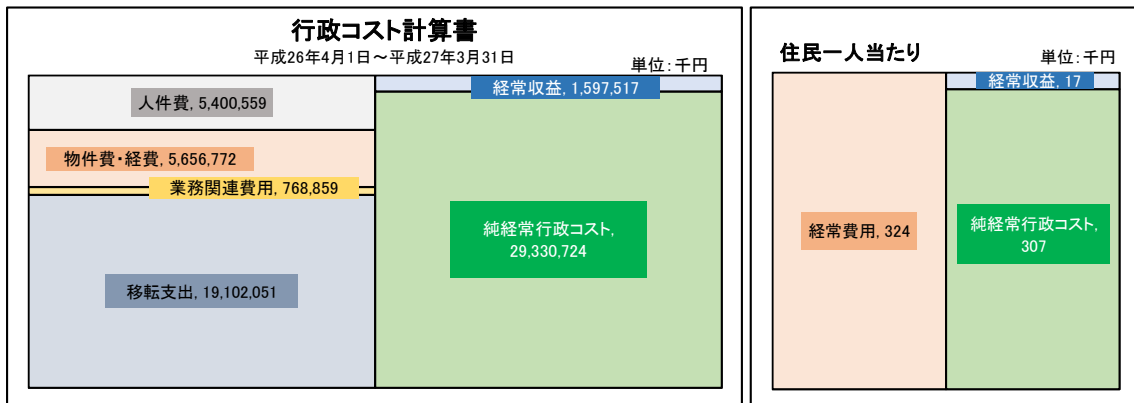 行政コスト計算書
平成26年4月1日～平成27年3月31日
単位：千円
人件費, 5,400,559
物件費・経費, 5,656,772
業務関連費用, 768,859
移転支出, 19,102,051
経常収益, 1,597,517
純経常行政コスト,
29,330,724
住民一人当たり
単位：千円
経常費用, 324
経常収益, 17
純経常行政コスト,
307